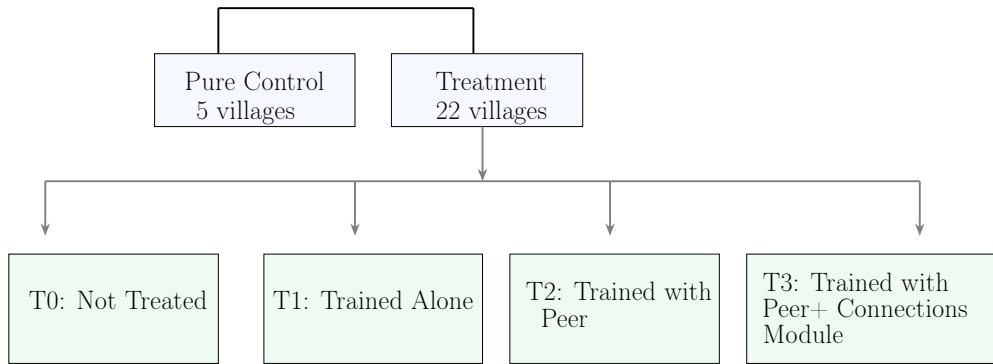 Pure Control
5 villages
Treatment
22 villages
T0: Not Treated
T1: Trained Alone
T2: Trained with
Peer
T3: Trained with
Peer+ Connections
Module